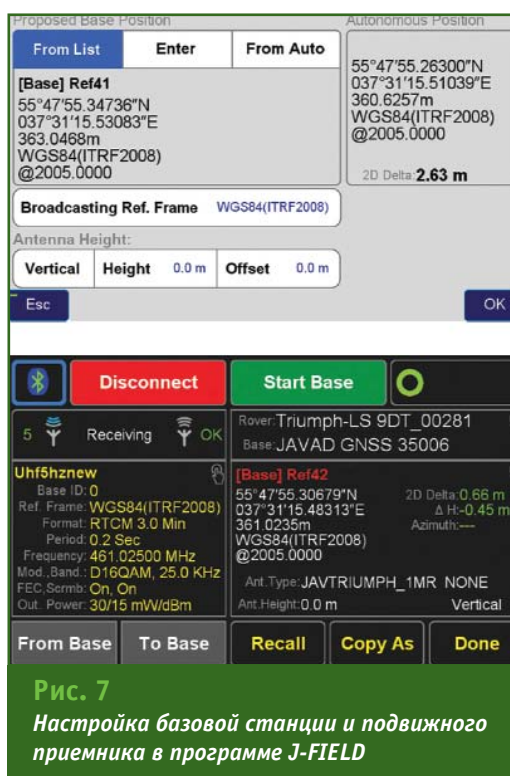 Proposed Base Position
Autonomous Position
From List Enter From Auto
[Base] Ref41
55°47'55.34736"N
037°31'15.53083"E
363.0468m
WGS84(ITRF2008)
@2005.0000
55°47'55.26300"N
037°31'15.51039"E
360.6257m
WGS84(ITRF2008)
@2005.0000
2D Delta:2.63 m
Broadcasting Ref. Frame WGS84(ITRF2008)
Antenna Height:
Vertical Height 0.0 m Offset 0.0 m
Esc OK
Disconnect Start Base
5 Receiving OK
Rover:Triumph-LS 9DT_00281
Base:JAVAD GNSS 35006
Uhf5hznew
Base ID: 0
Ref. Frame: WGS84(ITRF2008)
Format: RTCM 3.0 Min
Period: 0.2 Sec
Frequency: 461.02500 MHz
Mod.,Band.: D16QAM, 25.0 KHz
FEC,Scrmb: On, On
Out. Power: 30/15 mW/dBm
[Base] Ref42
55°47'55.30679"N
037°31'15.48313"E
361.0235m
WGS84(ITRF2008)
@2005.0000
2D Delta:0.66 m
Δ H:-0.45 m
Azimuth:---
Ant.Type:JAVTRIUMPH_1MR NONE
Ant.Height:0.0 m Vertical
From Base To Base Recall Copy As Done
Рис. 7
Настройка базовой станции и подвижного
приемника в программе J-FIELD